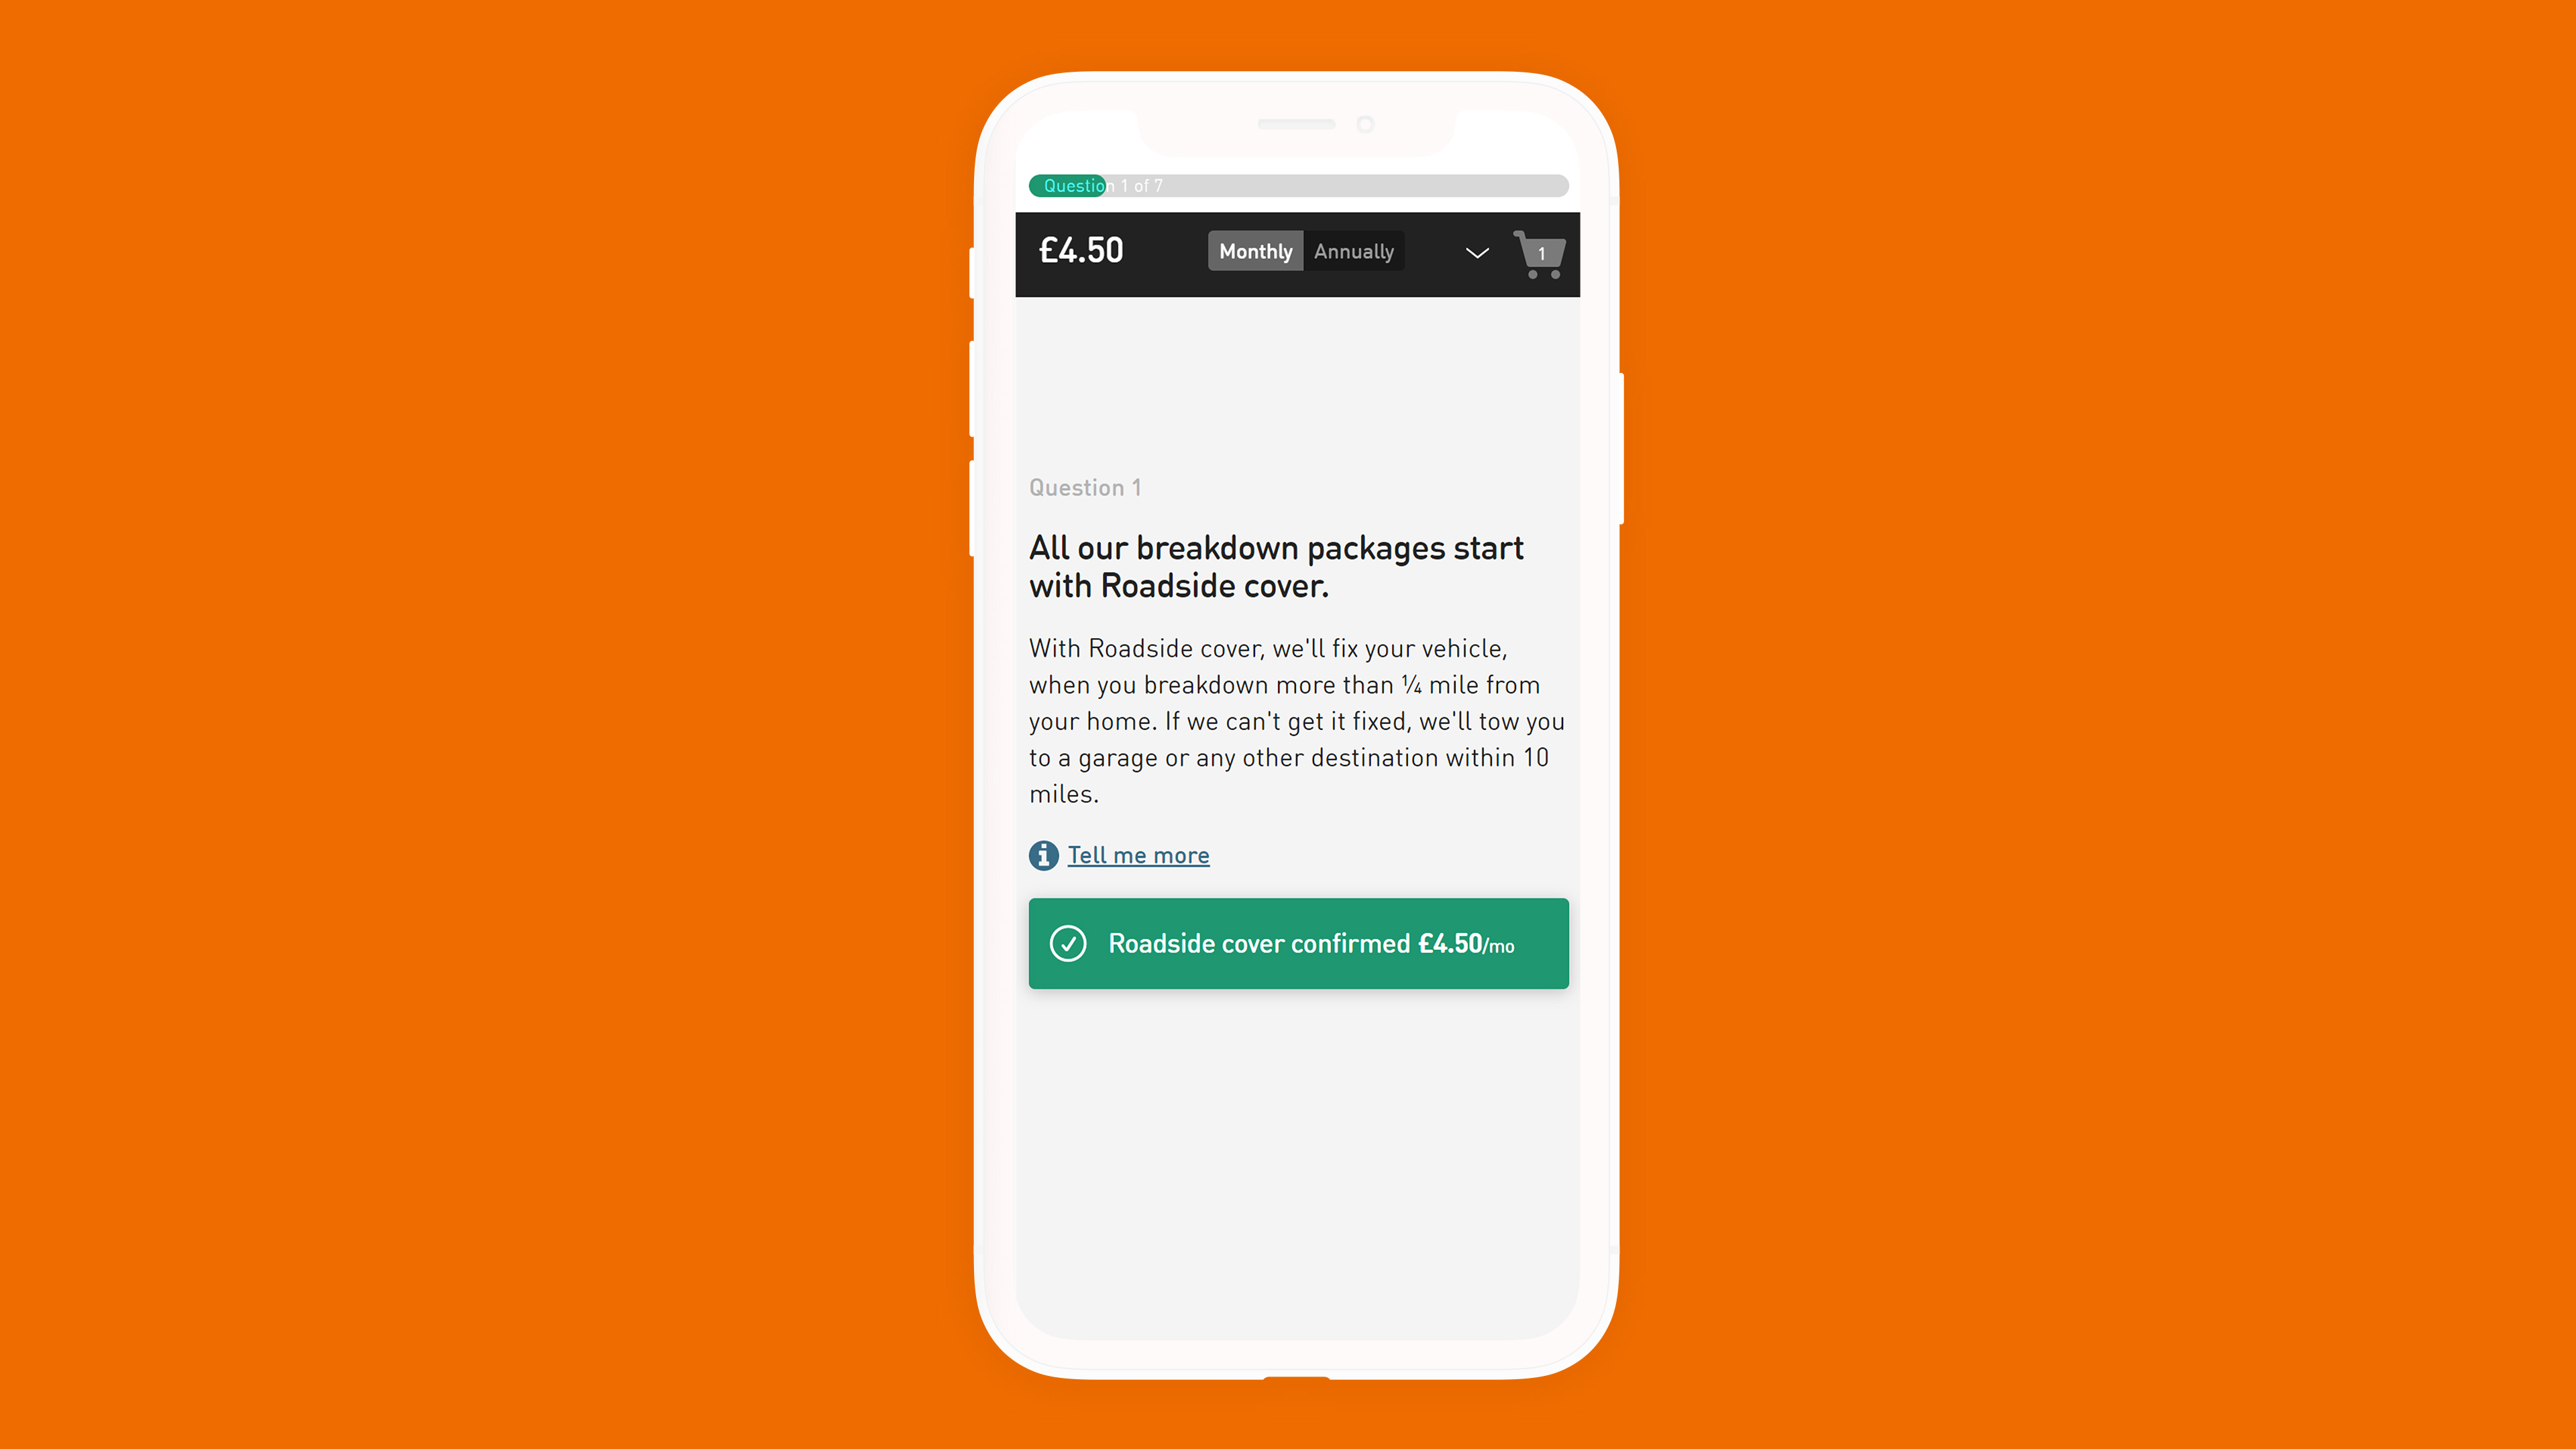 Question 1 of 7
£4.50 Monthly Annually 1
Question 1
All our breakdown packages start
with Roadside cover.
With Roadside cover, we'll fix your vehicle,
when you breakdown more than ¼ mile from
your home. If we can't get it fixed, we'll tow you
to a garage or any other destination within 10
miles.
Tell me more
Roadside cover confirmed £4.50/mo